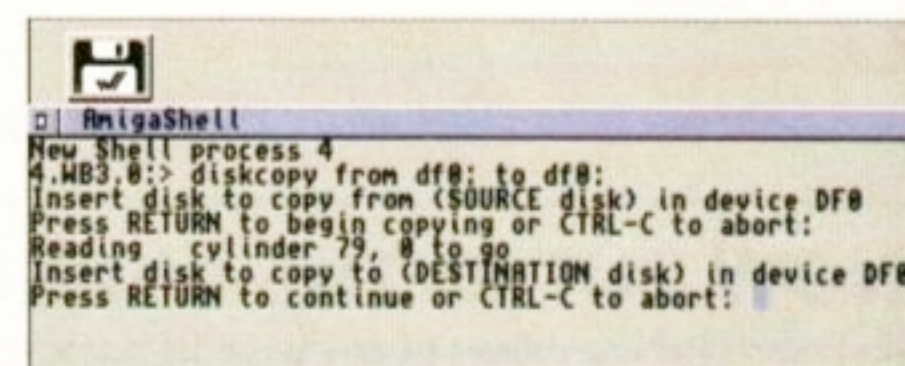 AmigaShell
New Shell process 4
4.WB3.0:> diskcopy from df0: to df0:
Insert disk to copy from (SOURCE disk) in device DF0
Press RETURN to begin copying or CTRL-C to abort:
Reading   cylinder 79, 0 to go
Insert disk to copy to (DESTINATION disk) in device DF0
Press RETURN to continue or CTRL-C to abort: